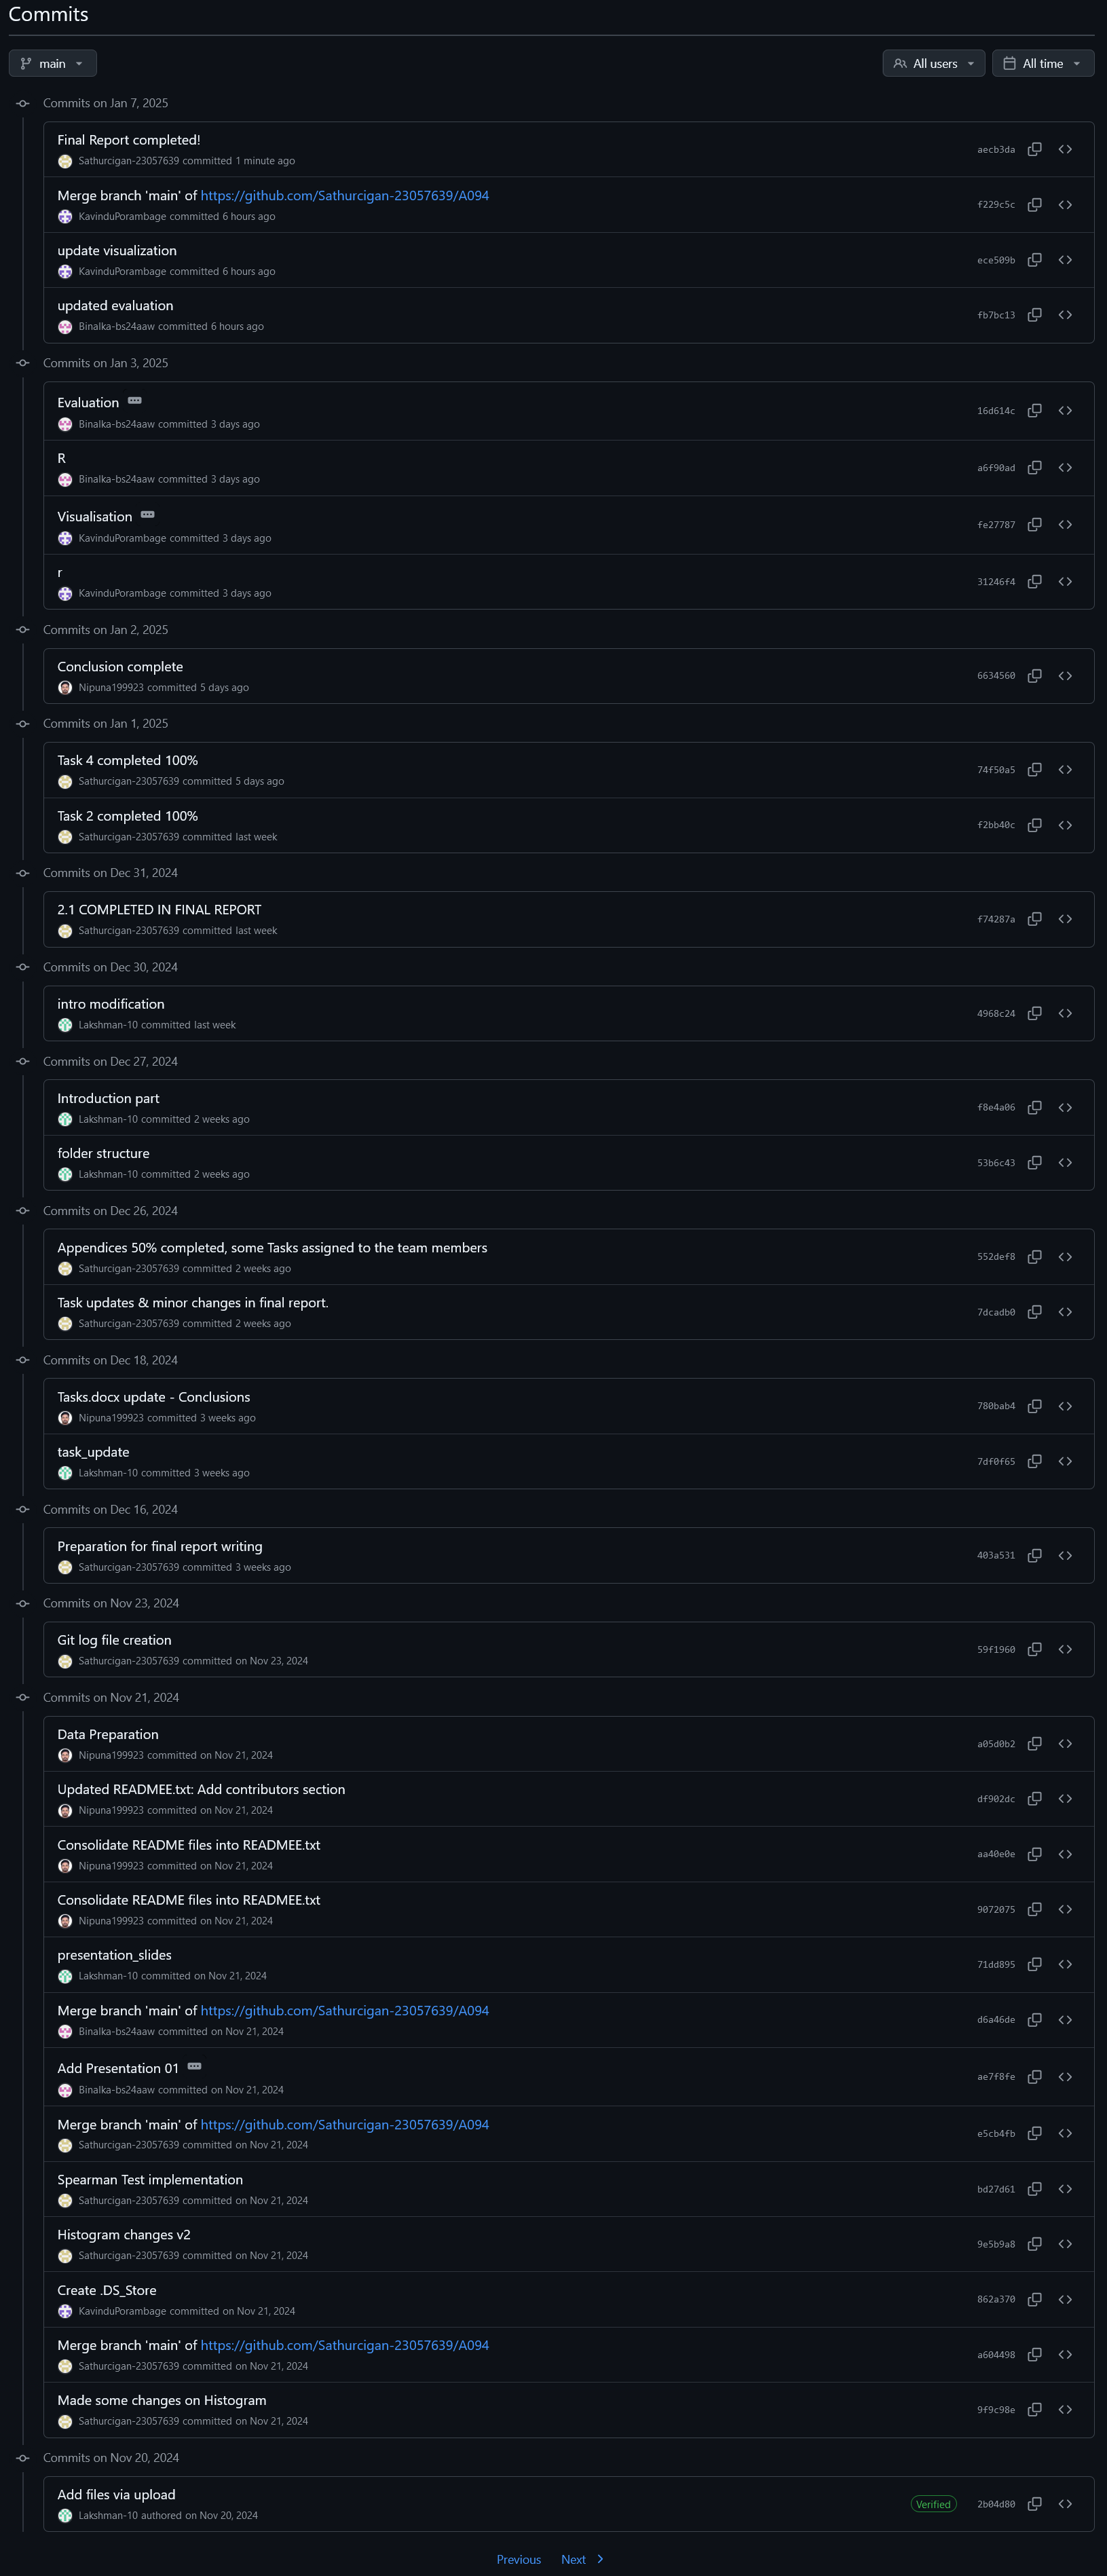 Commits
main
All users
All time
Commits on Jan 7, 2025
Final Report completed!
Sathurcigan-23057639 committed 1 minute ago
aecb3da
Merge branch 'main' of https://github.com/Sathurcigan-23057639/A094
KavinduPorambage committed 6 hours ago
f229c5c
update visualization
KavinduPorambage committed 6 hours ago
ece509b
updated evaluation
Binalka-bs24aaw committed 6 hours ago
fb7bc13
Commits on Jan 3, 2025
Evaluation
Binalka-bs24aaw committed 3 days ago
16d614c
R
Binalka-bs24aaw committed 3 days ago
a6f90ad
Visualisation
KavinduPorambage committed 3 days ago
fe27787
r
KavinduPorambage committed 3 days ago
31246f4
Commits on Jan 2, 2025
Conclusion complete
Nipuna199923 committed 5 days ago
6634560
Commits on Jan 1, 2025
Task 4 completed 100%
Sathurcigan-23057639 committed 5 days ago
74f50a5
Task 2 completed 100%
Sathurcigan-23057639 committed last week
f2bb40c
Commits on Dec 31, 2024
2.1 COMPLETED IN FINAL REPORT
Sathurcigan-23057639 committed last week
f74287a
Commits on Dec 30, 2024
intro modification
Lakshman-10 committed last week
4968c24
Commits on Dec 27, 2024
Introduction part
Lakshman-10 committed 2 weeks ago
f8e4a06
folder structure
Lakshman-10 committed 2 weeks ago
53b6c43
Commits on Dec 26, 2024
Appendices 50% completed, some Tasks assigned to the team members
Sathurcigan-23057639 committed 2 weeks ago
552def8
Task updates & minor changes in final report.
Sathurcigan-23057639 committed 2 weeks ago
7dcadb0
Commits on Dec 18, 2024
Tasks.docx update - Conclusions
Nipuna199923 committed 3 weeks ago
780bab4
task_update
Lakshman-10 committed 3 weeks ago
7df0f65
Commits on Dec 16, 2024
Preparation for final report writing
Sathurcigan-23057639 committed 3 weeks ago
403a531
Commits on Nov 23, 2024
Git log file creation
Sathurcigan-23057639 committed on Nov 23, 2024
59f1960
Commits on Nov 21, 2024
Data Preparation
Nipuna199923 committed on Nov 21, 2024
a05d0b2
Updated READMEE.txt: Add contributors section
Nipuna199923 committed on Nov 21, 2024
df902dc
Consolidate README files into READMEE.txt
Nipuna199923 committed on Nov 21, 2024
aa40e0e
Consolidate README files into READMEE.txt
Nipuna199923 committed on Nov 21, 2024
9072075
presentation_slides
Lakshman-10 committed on Nov 21, 2024
71dd895
Merge branch 'main' of https://github.com/Sathurcigan-23057639/A094
Binalka-bs24aaw committed on Nov 21, 2024
d6a46de
Add Presentation 01
Binalka-bs24aaw committed on Nov 21, 2024
ae7f8fe
Merge branch 'main' of https://github.com/Sathurcigan-23057639/A094
Sathurcigan-23057639 committed on Nov 21, 2024
e5cb4fb
Spearman Test implementation
Sathurcigan-23057639 committed on Nov 21, 2024
bd27d61
Histogram changes v2
Sathurcigan-23057639 committed on Nov 21, 2024
9e5b9a8
Create .DS_Store
KavinduPorambage committed on Nov 21, 2024
862a370
Merge branch 'main' of https://github.com/Sathurcigan-23057639/A094
Sathurcigan-23057639 committed on Nov 21, 2024
a604498
Made some changes on Histogram
Sathurcigan-23057639 committed on Nov 21, 2024
9f9c98e
Commits on Nov 20, 2024
Add files via upload
Lakshman-10 authored on Nov 20, 2024
Verified
2b04d80
Previous
Next